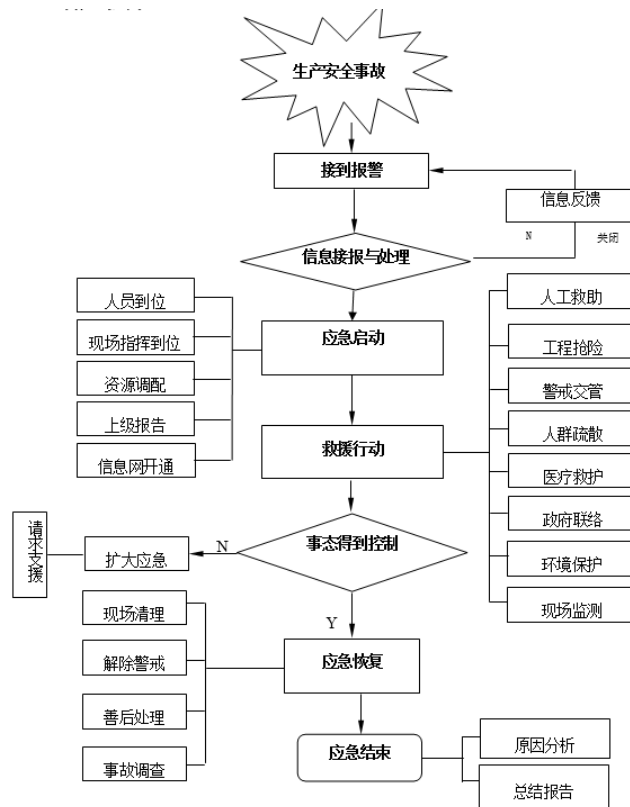 生产安全事故
接到报警
信息反馈
N
关闭
信息接报与处理
人员到位
现场指挥到位
资源调配
上级报告
信息网开通
应急启动
人工救助
工程抢险
警戒交管
人群疏散
医疗救护
政府联络
环境保护
现场监测
救援行动
事态得到控制
N
扩大应急
请求支援
Y
现场清理
解除警戒
善后处理
事故调查
应急恢复
应急结束
原因分析
总结报告